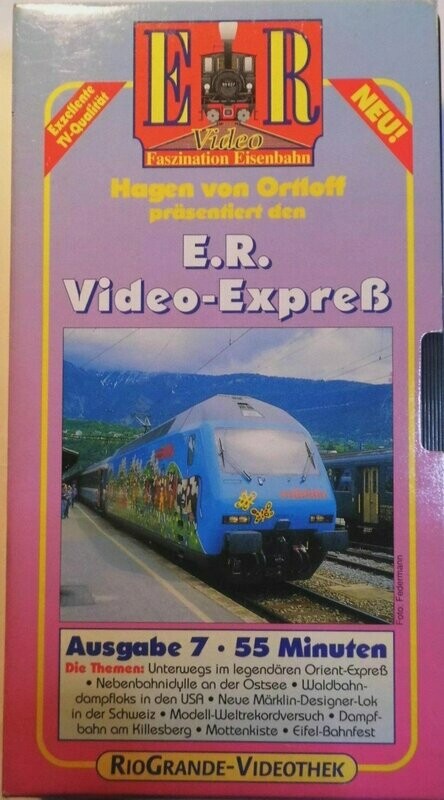 E R
Video
Faszination Eisenbahn
Exzellente
TV-Qualität
NEU!
Hagen von Ortloff
präsentiert den
E.R.
Video-Expreß
Foto: Federmann
Ausgabe 7 · 55 Minuten
Die Themen: Unterwegs im legendären Orient-Expreß
• Nebenbahnidylle an der Ostsee • Waldbahn-
dampfloks in den USA • Neue Märklin-Designer-Lok
in der Schweiz • Modell-Weltrekordversuch • Dampf-
bahn am Killesberg • Mottenkiste • Eifel-Bahnfest
RIOGRANDE-VIDEOTHEK